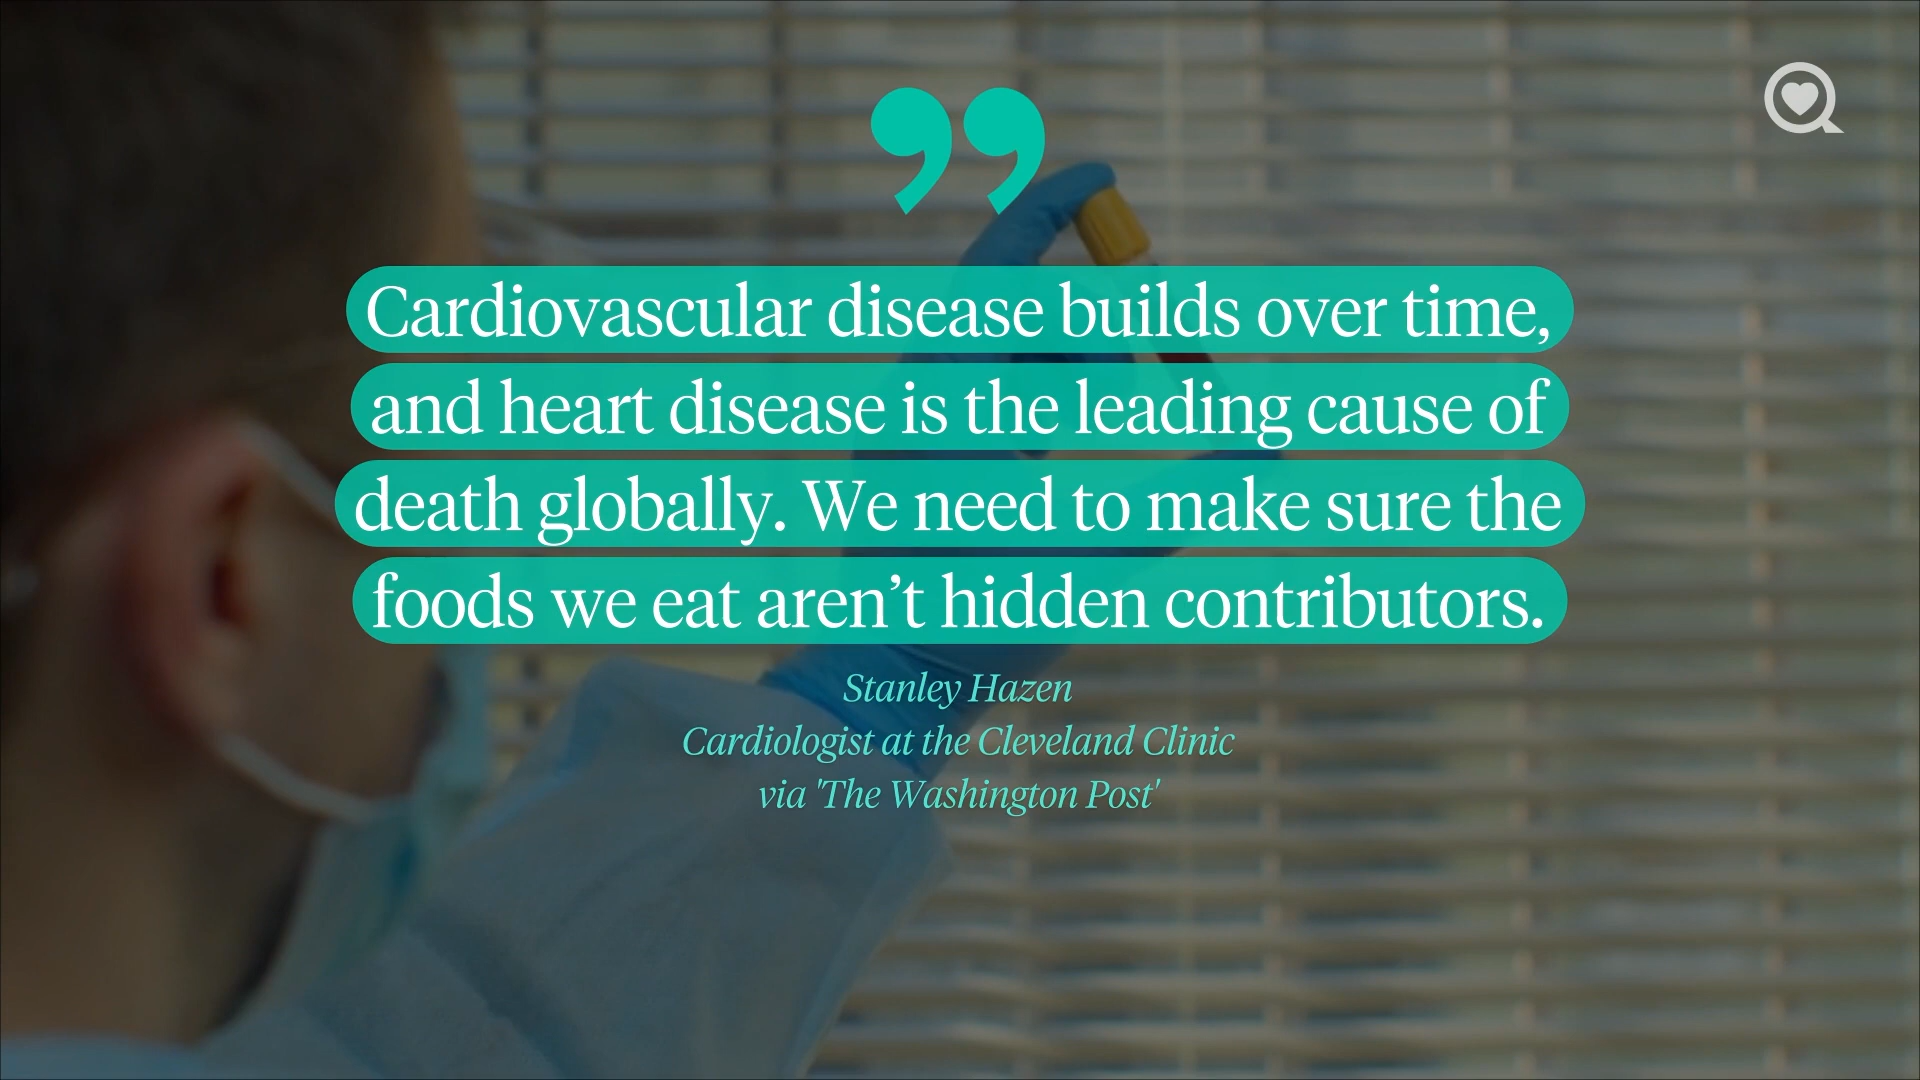 ”
Cardiovascular disease builds over time,
and heart disease is the leading cause of
death globally. We need to make sure the
foods we eat aren’t hidden contributors.
Stanley Hazen
Cardiologist at the Cleveland Clinic
via 'The Washington Post'